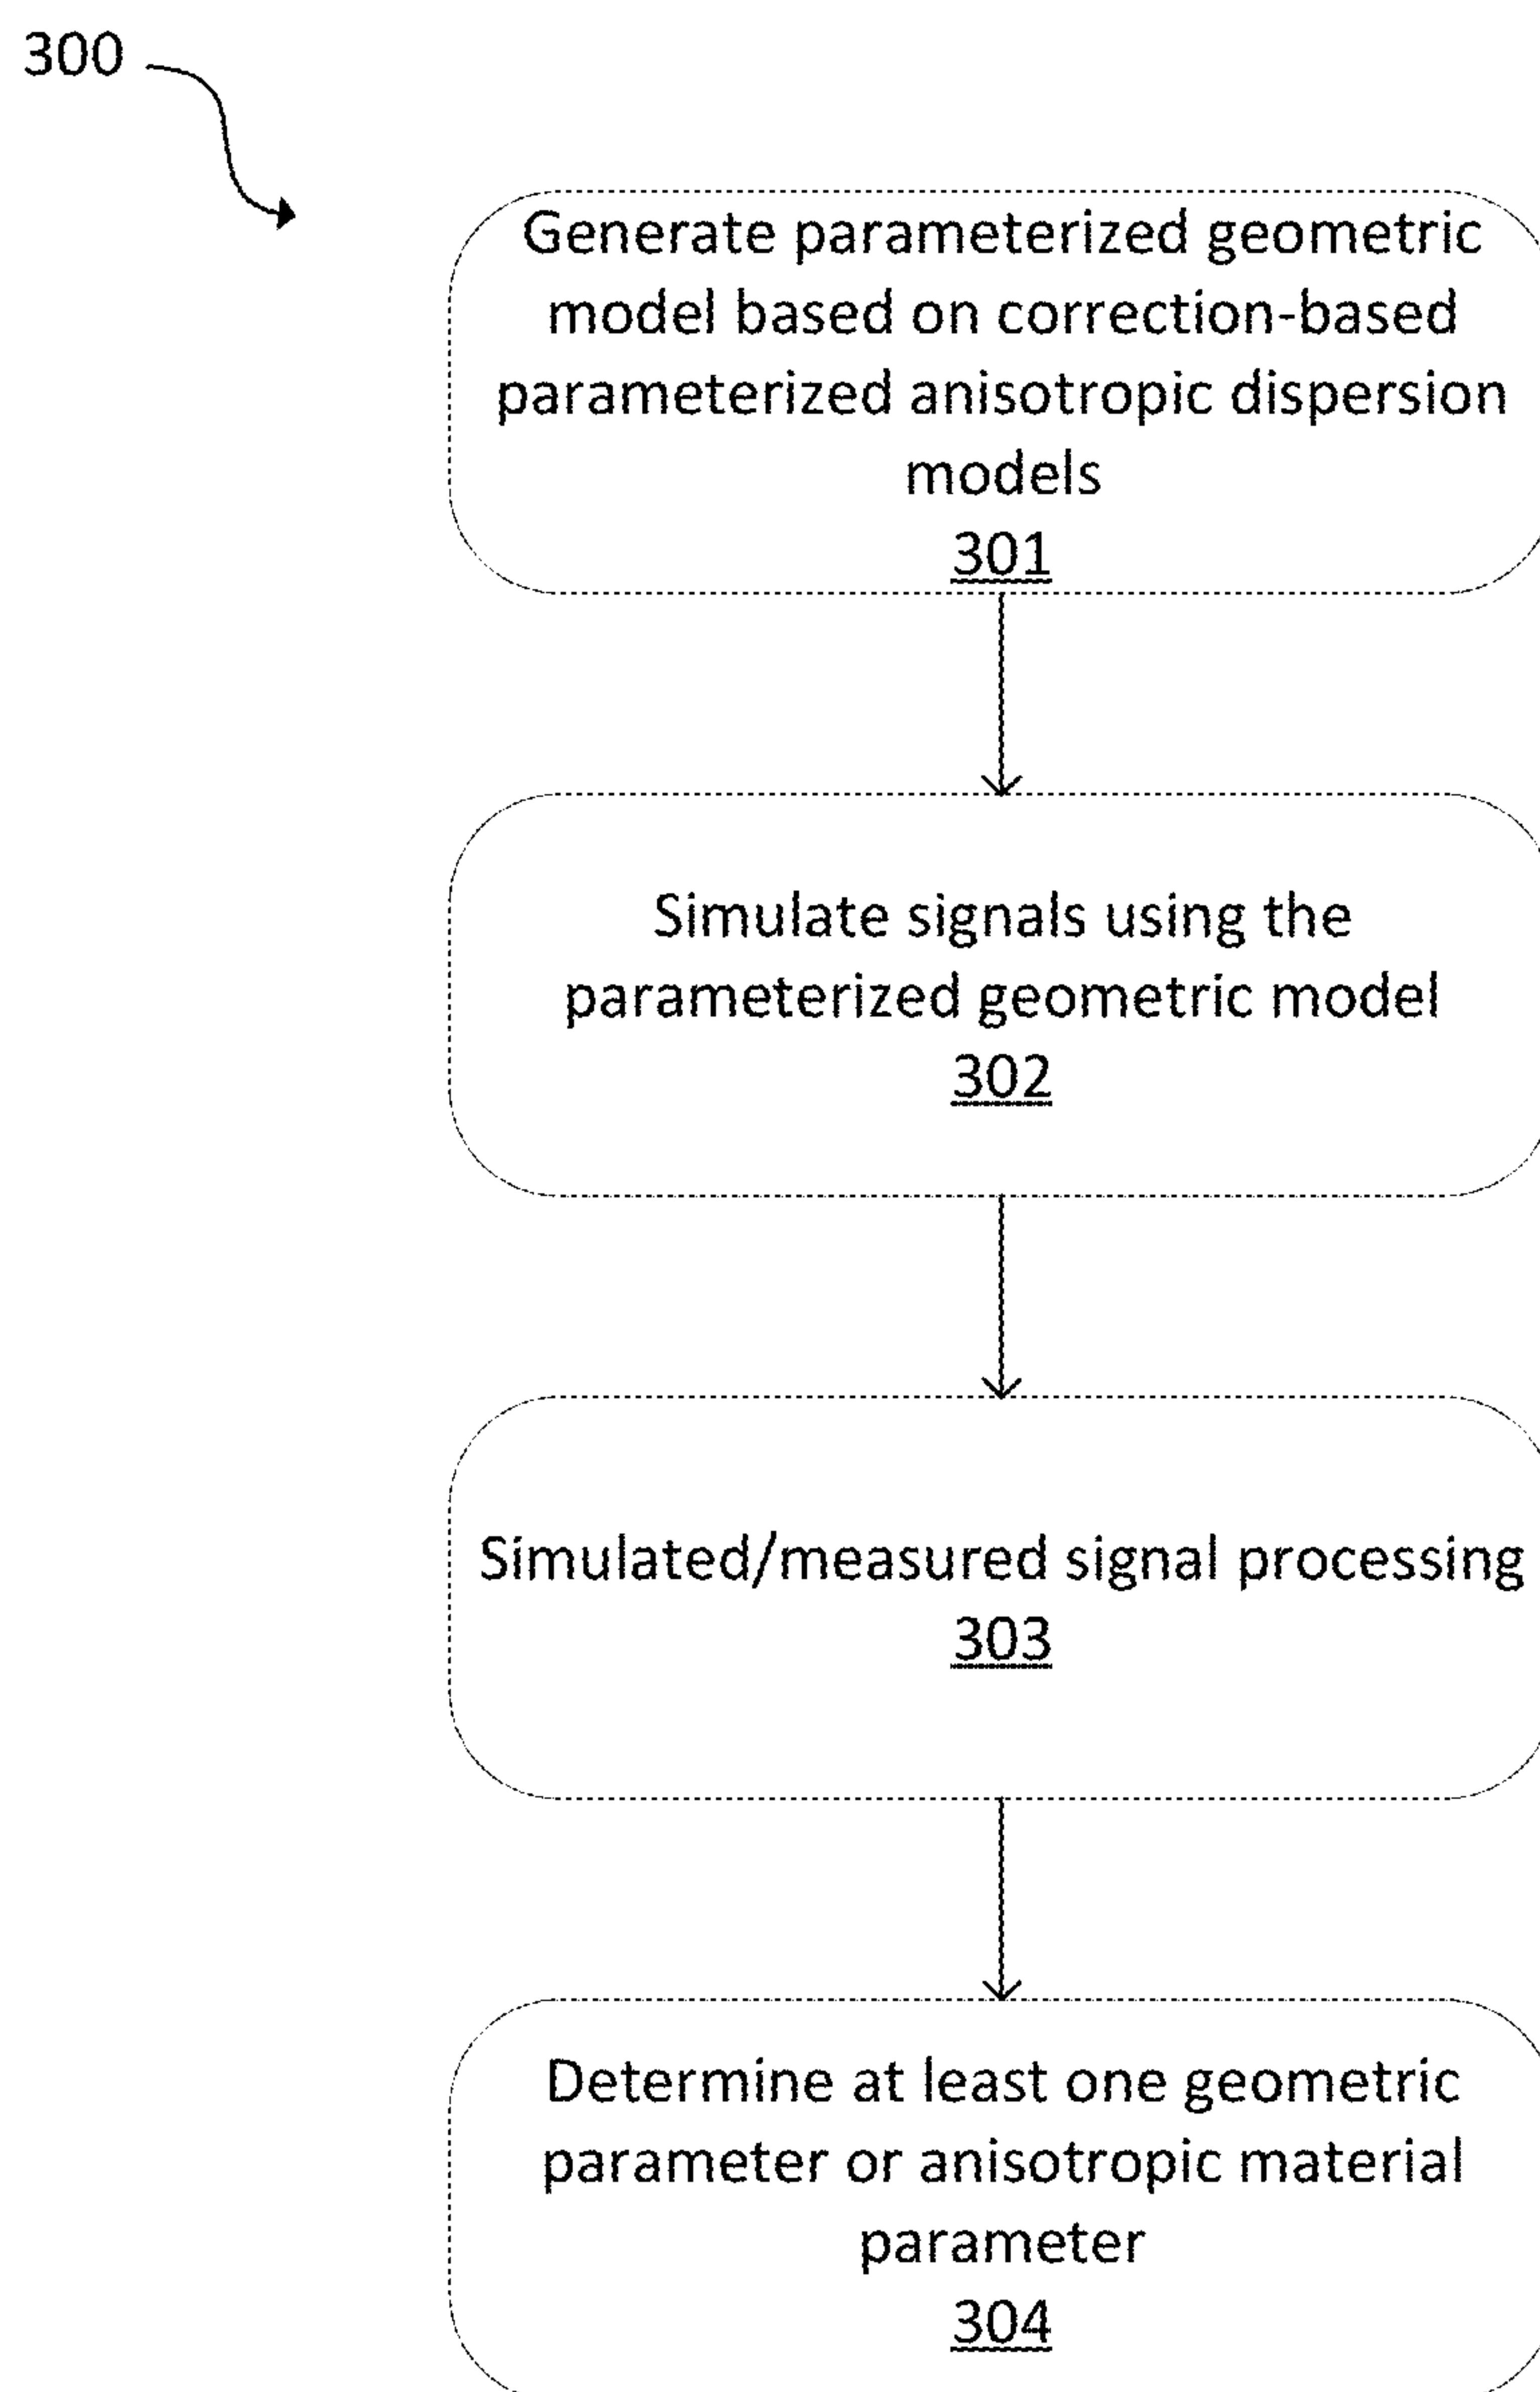 300
Generate parameterized geometric
model based on correction-based
parameterized anisotropic dispersion
models
301
Simulate signals using the
parameterized geometric model
302
Simulated/measured signal processing
303
Determine at least one geometric
parameter or anisotropic material
parameter
304